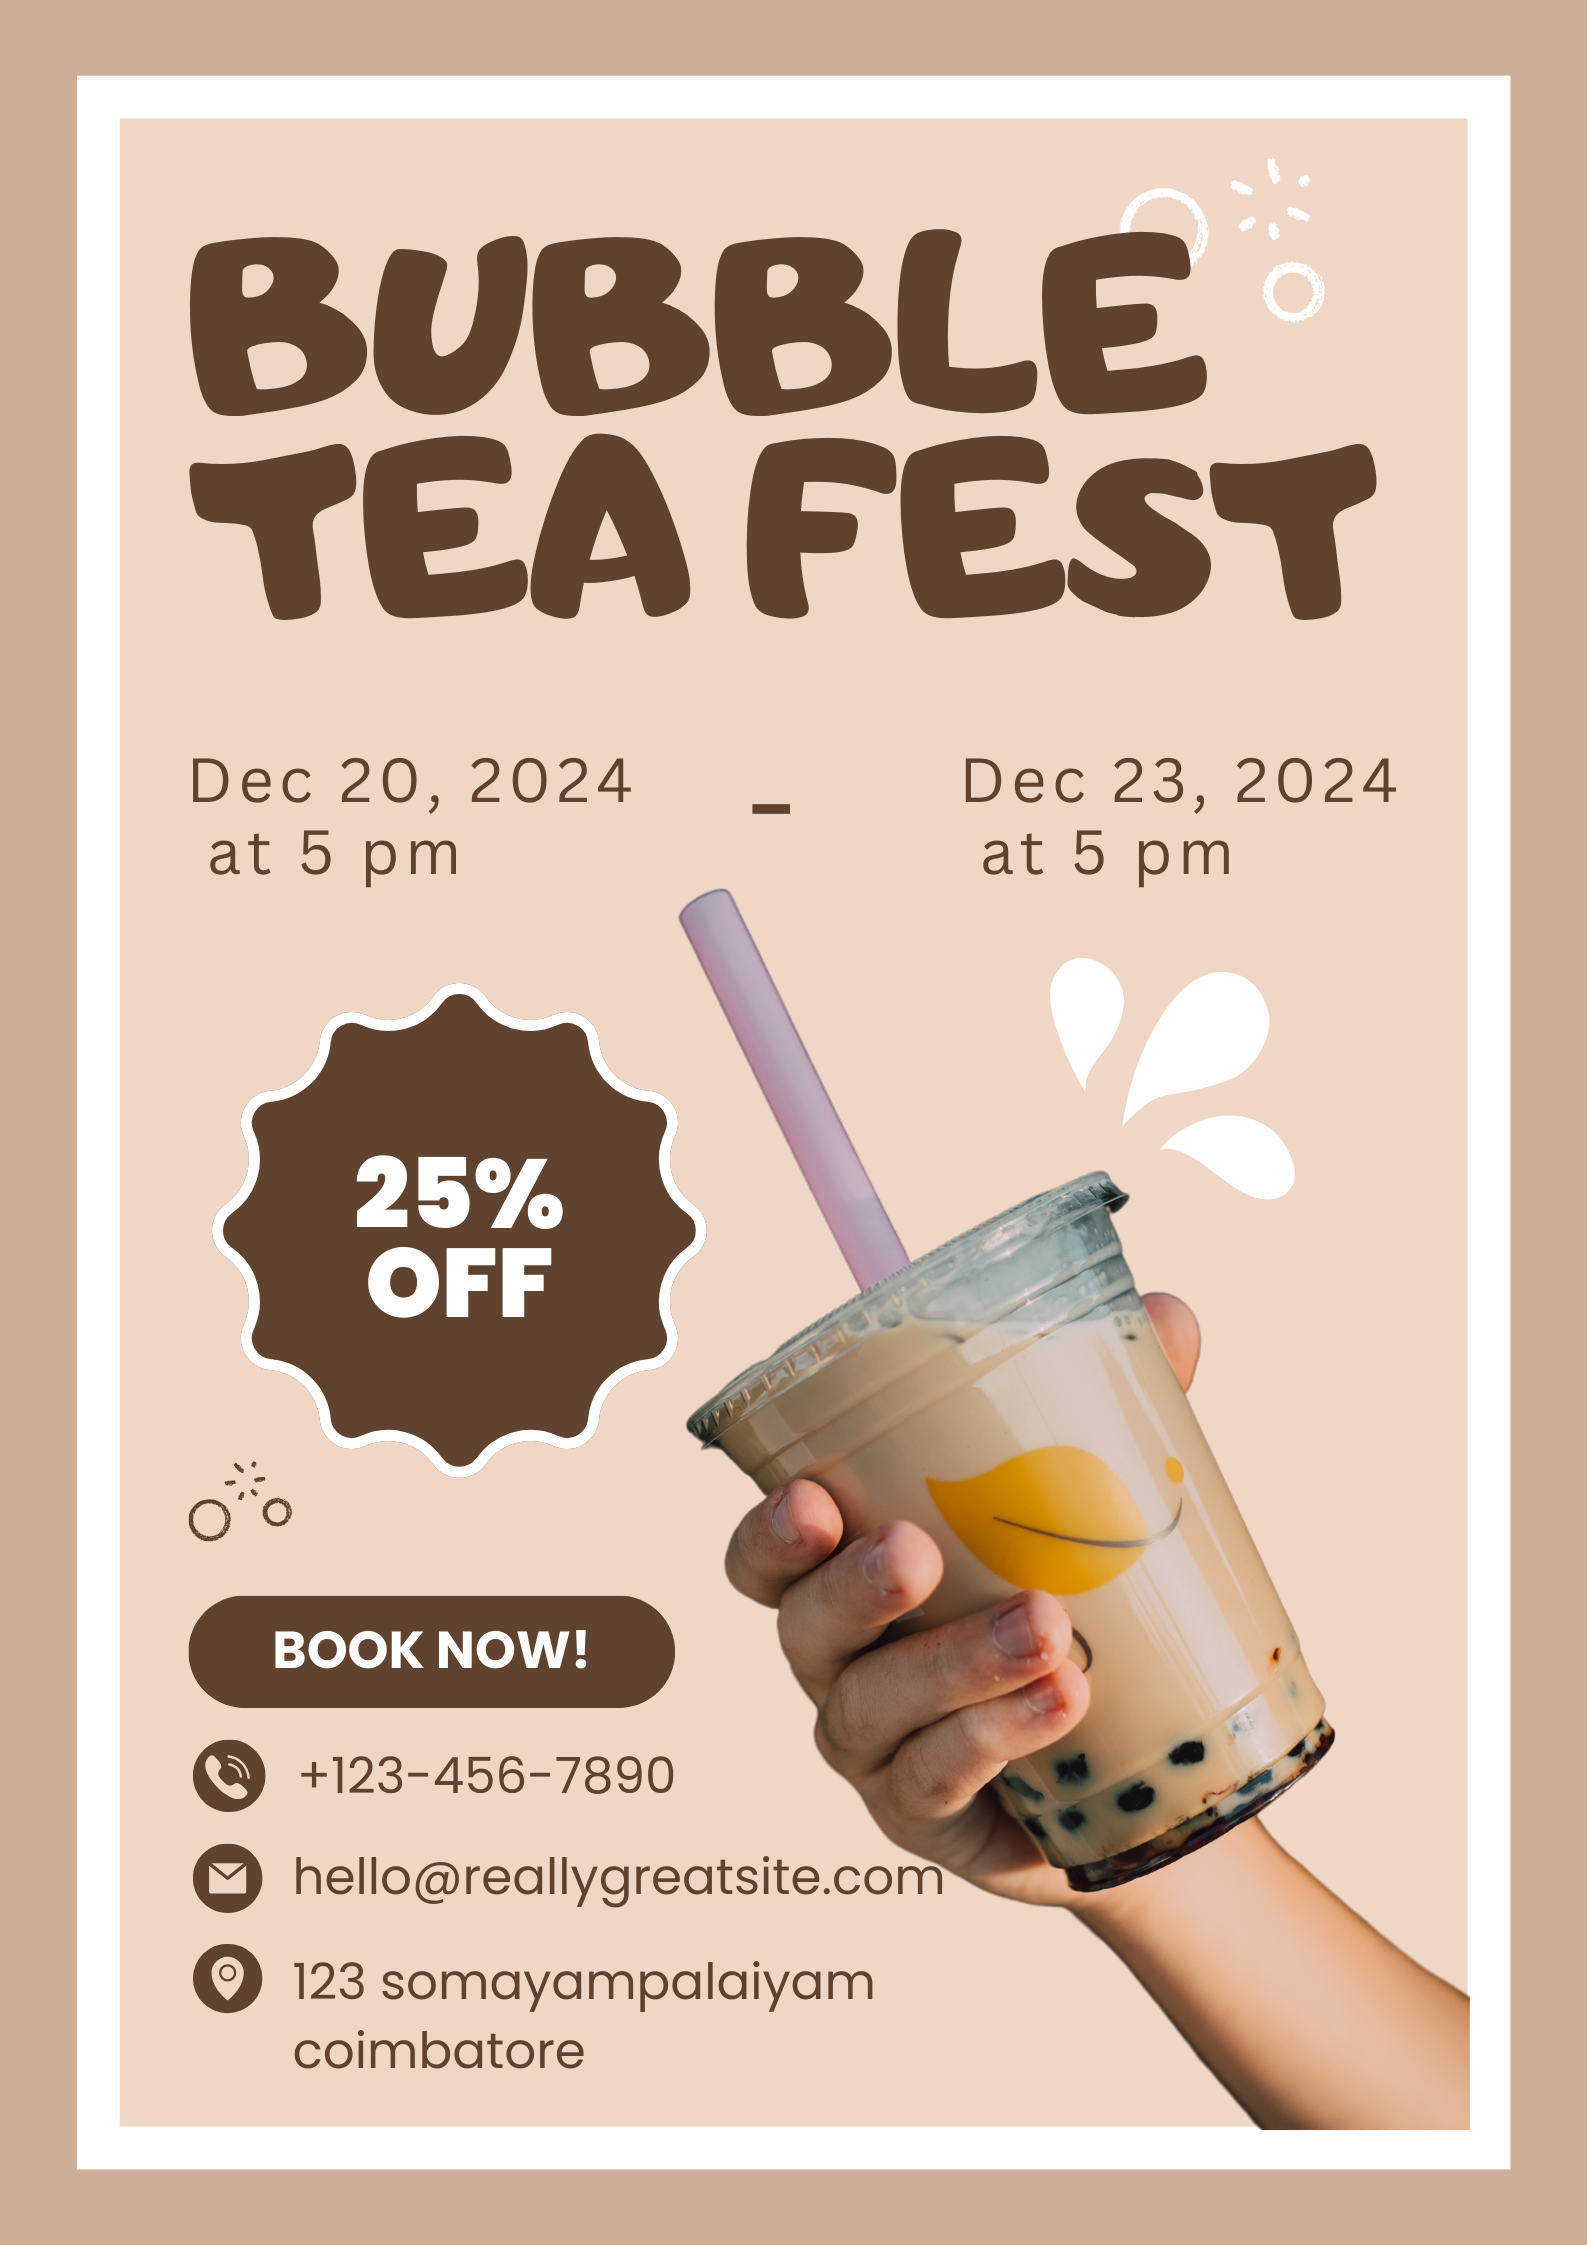 BUBBLE
TEA FEST
Dec 20, 2024
at 5 pm
-
Dec 23, 2024
at 5 pm
25%
OFF
BOOK NOW!
+123-456-7890
hello@reallygreatsite.com
123 somayampalaiyam
coimbatore